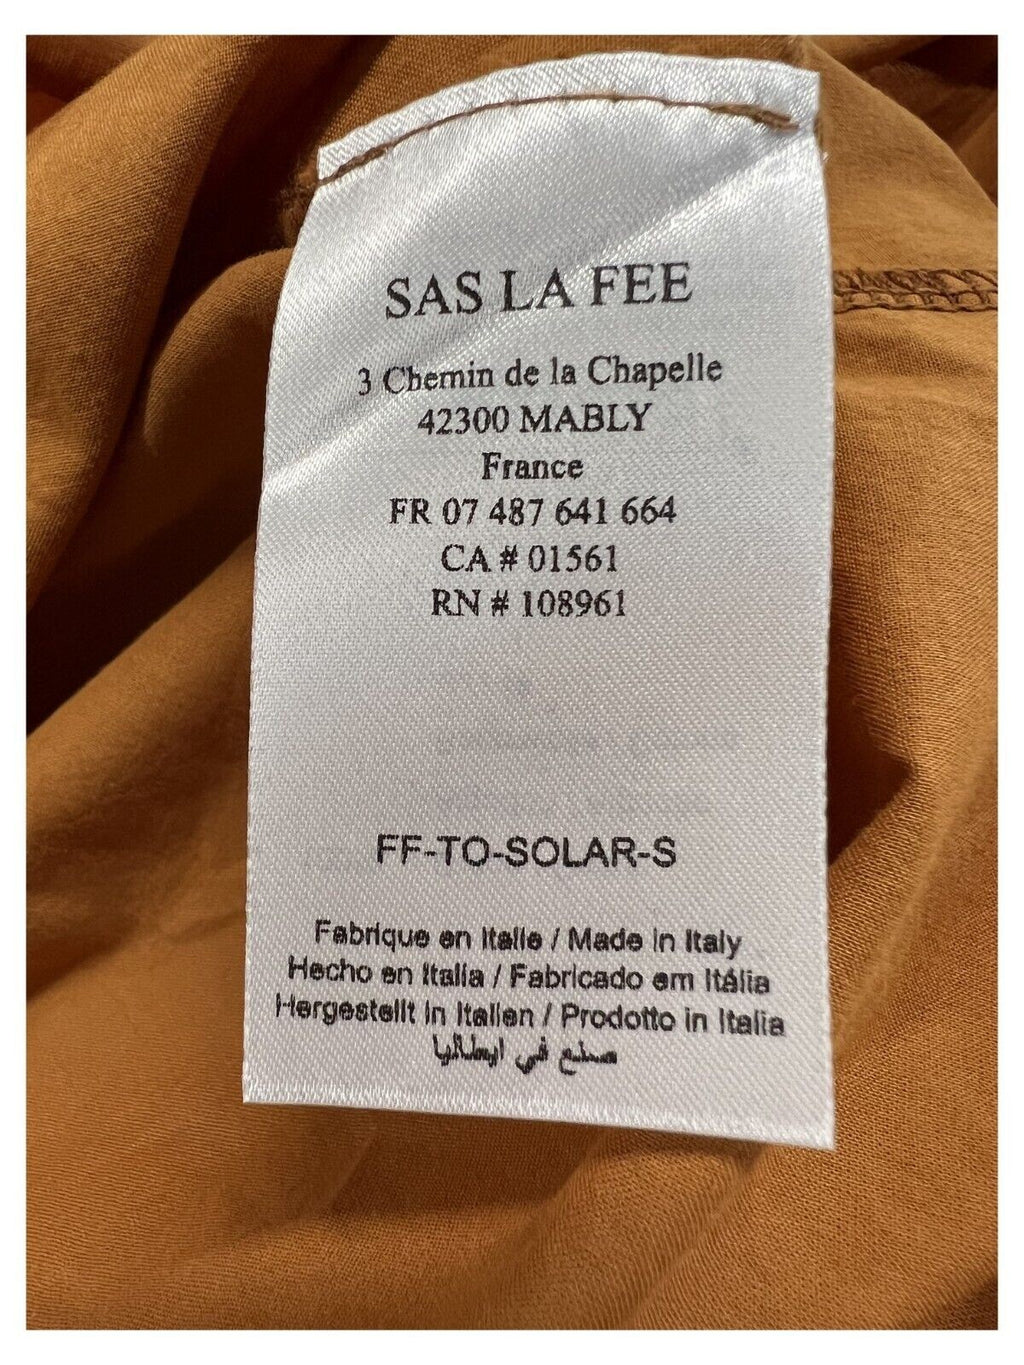 SAS LA FEE
3 Chemin de la Chapelle
42300 MABLY
France
FR 07 487 641 664
CA # 01561
RN # 108961
FF-TO-SOLAR-S
Fabrique en Italie / Made in Italy
Hecho en Italia / Fabricado em Itália
Hergestellt in Italien / Prodotto in Italia
صنع في ايطاليا